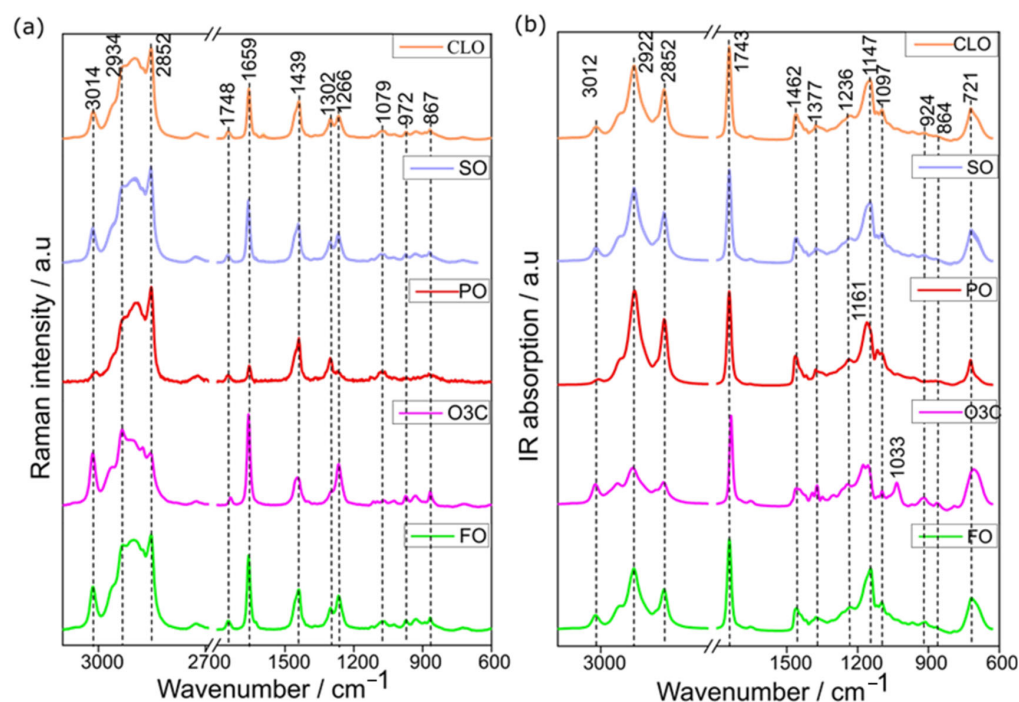 (a)
3014
2934
2852
1748
1659
1439
1302
1266
1079
972
867
CLO
SO
PO
O3C
FO
Raman intensity / a.u
3000
27
1500
1200
900
600
Wavenumber / cm−1
(b)
3012
2922
2852
1743
1462
1377
1236
1147
1097
924
864
721
CLO
SO
1161
PO
1033
O3C
FO
IR absorption / a.u
3000
1500
1200
900
600
Wavenumber / cm−1